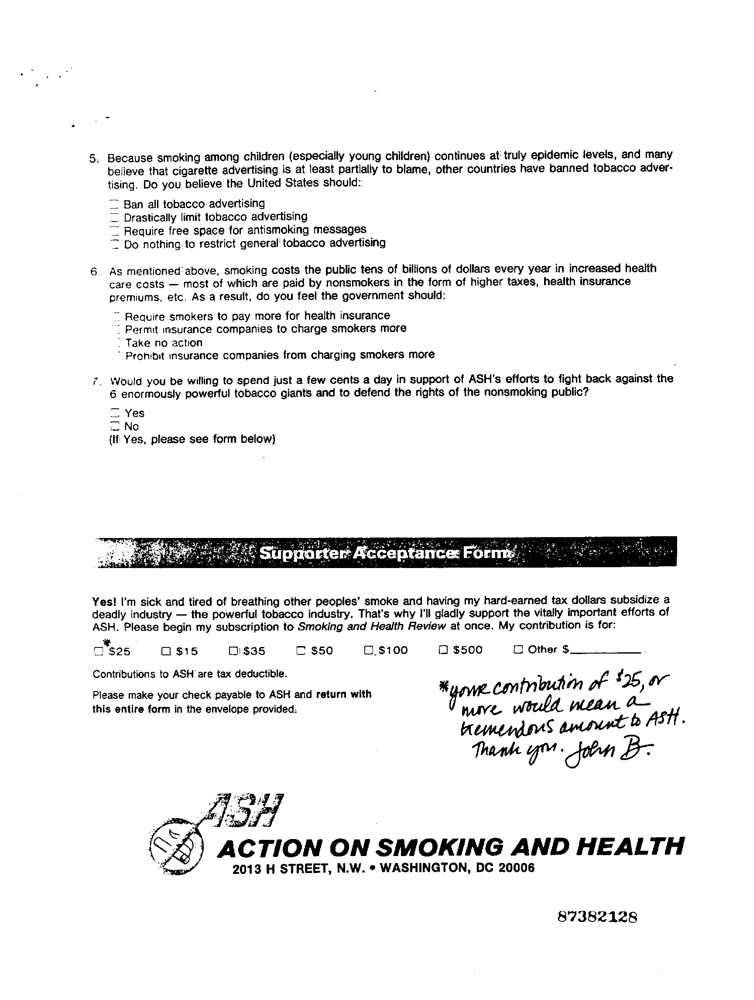 5. Because smoking among children (especially young children) continues at truly epidemic levels, and many
believe that cigarette advertising is at least partially to blame, other countries have banned tobacco adver-
tising. Do you believe the United States should:
☐ Ban all tobacco advertising
☐ Drastically limit tobacco advertising
☐ Require free space for antismoking messages
☐ Do nothing to restrict general tobacco advertising
6. As mentioned above, smoking costs the public tens of billions of dollars every year in increased health
care costs — most of which are paid by nonsmokers in the form of higher taxes, health insurance
premiums, etc. As a result, do you feel the government should:
☐ Require smokers to pay more for health insurance
☐ Permit insurance companies to charge smokers more
☐ Take no action
☐ Prohibit insurance companies from charging smokers more
7. Would you be willing to spend just a few cents a day in support of ASH's efforts to fight back against the
6 enormously powerful tobacco giants and to defend the rights of the nonsmoking public?
☐ Yes
☐ No
(If Yes, please see form below)
Supporter Acceptance Form
Yes! I'm sick and tired of breathing other peoples' smoke and having my hard-earned tax dollars subsidize a
deadly industry — the powerful tobacco industry. That's why I'll gladly support the vitally important efforts of
ASH. Please begin my subscription to Smoking and Health Review at once. My contribution is for:
☐ *$25 ☐ $15 ☐ $35 ☐ $50 ☐ $100 ☐ $500 ☐ Other $________
Contributions to ASH are tax deductible.
Please make your check payable to ASH and return with
this entire form in the envelope provided.
*your contribution of $25, or
more would mean a
tremendous amount to ASH.
Thank you. John B.
ASH
ACTION ON SMOKING AND HEALTH
2013 H STREET, N.W. • WASHINGTON, DC 20006
87382128